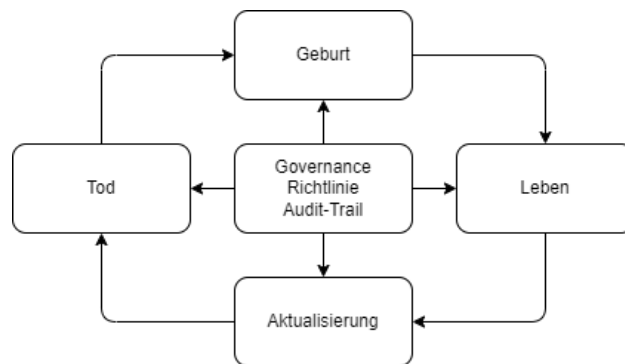 Geburt
Tod
Governance
Richtlinie
Audit-Trail
Leben
Aktualisierung